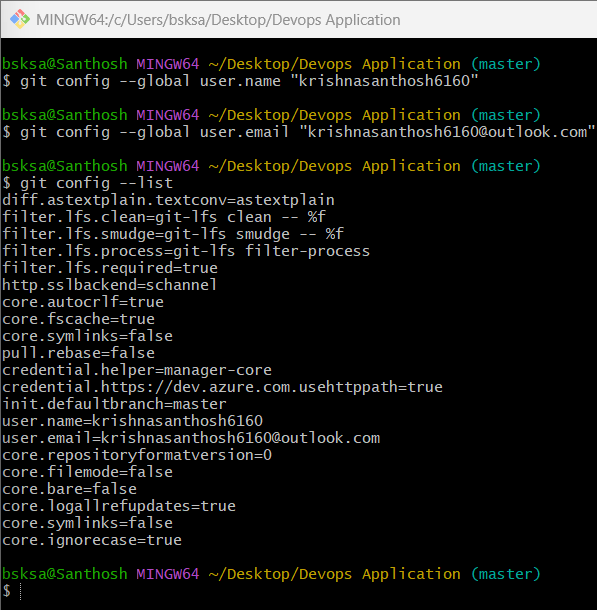 MINGW64:/c/Users/bsksa/Desktop/Devops Application
bsksa@Santhosh MINGW64 ~/Desktop/Devops Application (master)
$ git config --global user.name "krishnasanthosh6160"
bsksa@Santhosh MINGW64 ~/Desktop/Devops Application (master)
$ git config --global user.email "krishnasanthosh6160@outlook.com"
bsksa@Santhosh MINGW64 ~/Desktop/Devops Application (master)
$ git config --list
diff.astextplain.textconv=astextplain
filter.lfs.clean=git-lfs clean -- %f
filter.lfs.smudge=git-lfs smudge -- %f
filter.lfs.process=git-lfs filter-process
filter.lfs.required=true
http.sslbackend=schannel
core.autocrlf=true
core.fscache=true
core.symlinks=false
pull.rebase=false
credential.helper=manager-core
credential.https://dev.azure.com.usehttppath=true
init.defaultbranch=master
user.name=krishnasanthosh6160
user.email=krishnasanthosh6160@outlook.com
core.repositoryformatversion=0
core.filemode=false
core.bare=false
core.logallrefupdates=true
core.symlinks=false
core.ignorecase=true
bsksa@Santhosh MINGW64 ~/Desktop/Devops Application (master)
$